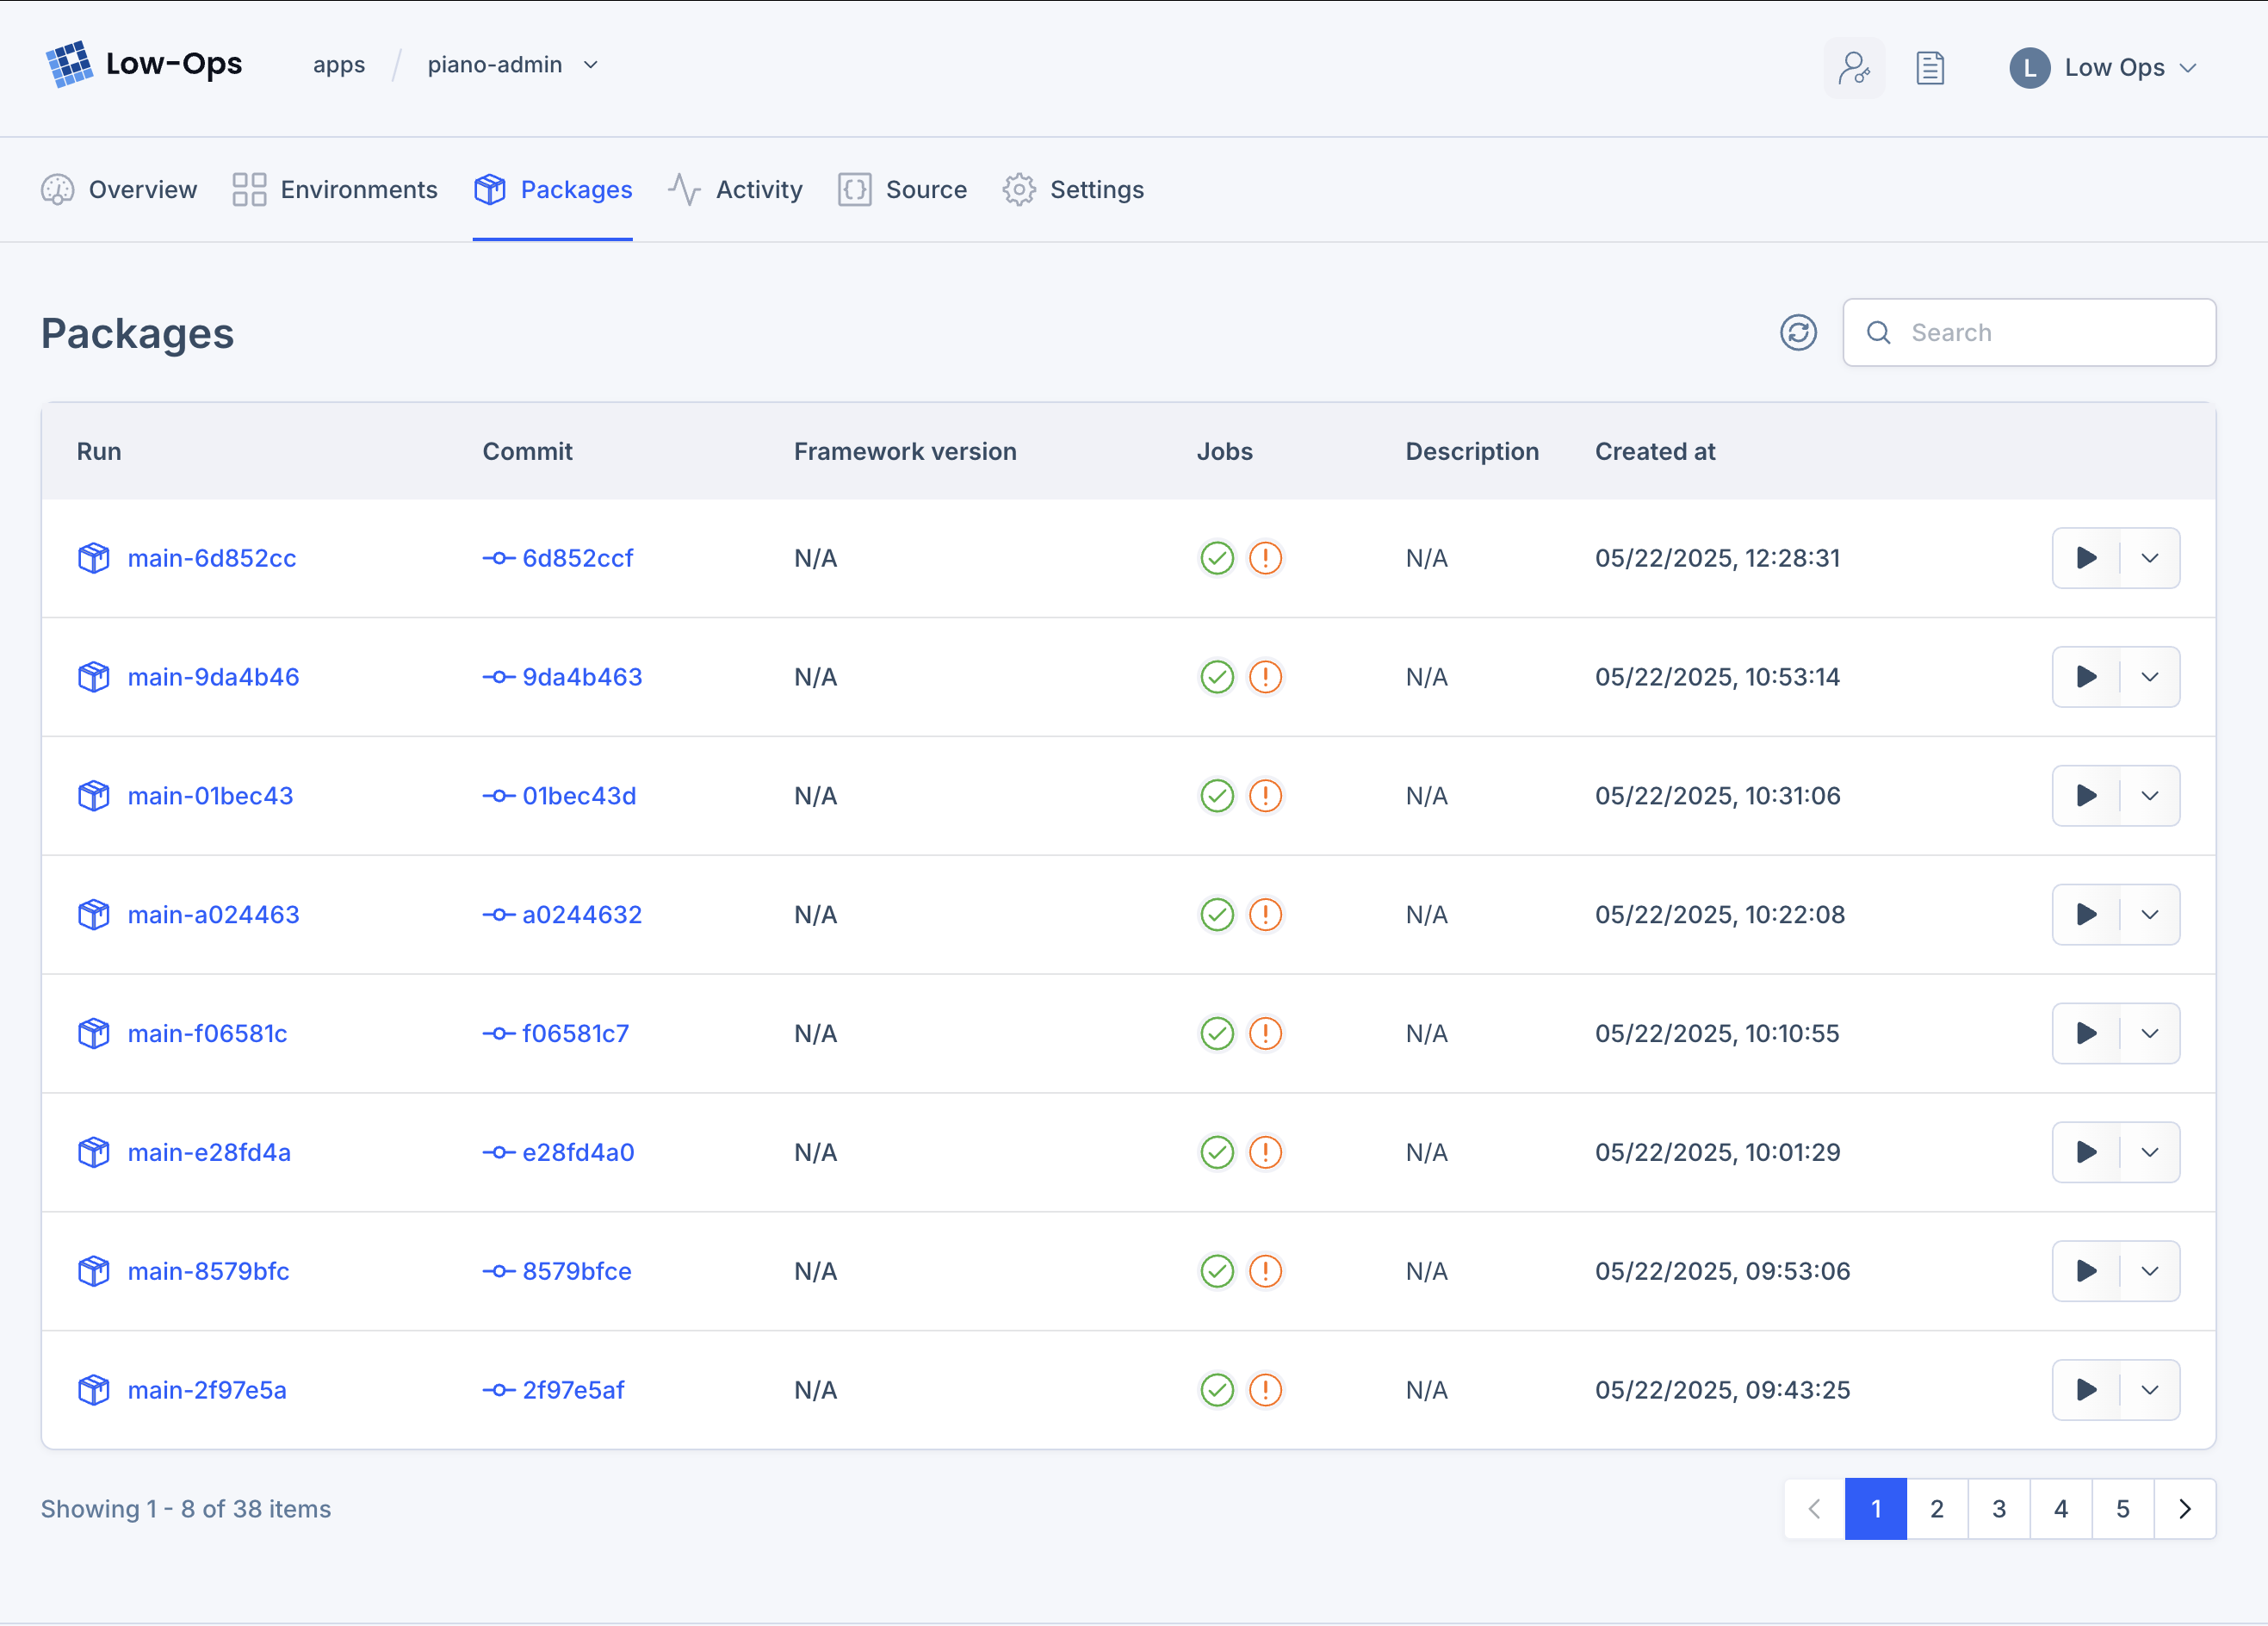 Low-Ops apps / piano-admin L Low Ops
Overview Environments Packages Activity Source Settings
Packages Search
Run Commit Framework version Jobs Description Created at
main-6d852cc 6d852ccf N/A N/A 05/22/2025, 12:28:31
main-9da4b46 9da4b463 N/A N/A 05/22/2025, 10:53:14
main-01bec43 01bec43d N/A N/A 05/22/2025, 10:31:06
main-a024463 a0244632 N/A N/A 05/22/2025, 10:22:08
main-f06581c f06581c7 N/A N/A 05/22/2025, 10:10:55
main-e28fd4a e28fd4a0 N/A N/A 05/22/2025, 10:01:29
main-8579bfc 8579bfce N/A N/A 05/22/2025, 09:53:06
main-2f97e5a 2f97e5af N/A N/A 05/22/2025, 09:43:25
Showing 1 - 8 of 38 items 1 2 3 4 5